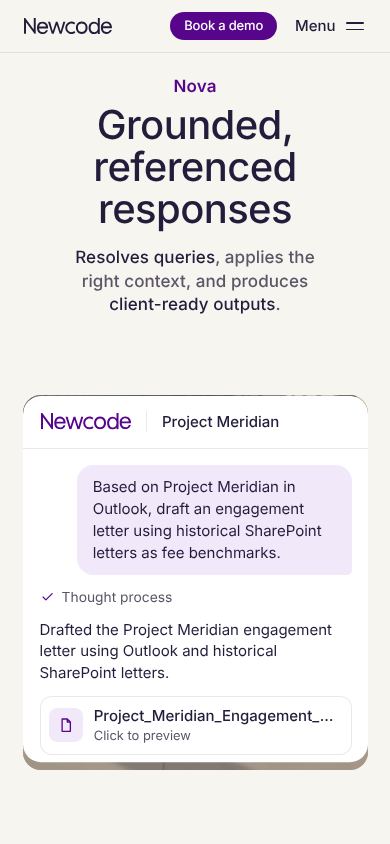 Newcode
Book a demo
Menu
Nova
Grounded,
referenced
responses
Resolves queries, applies the
right context, and produces
client-ready outputs.
Newcode
Project Meridian
Based on Project Meridian in
Outlook, draft an engagement
letter using historical SharePoint
letters as fee benchmarks.
Thought process
Drafted the Project Meridian engagement
letter using Outlook and historical
SharePoint letters.
Project_Meridian_Engagement_...
Click to preview